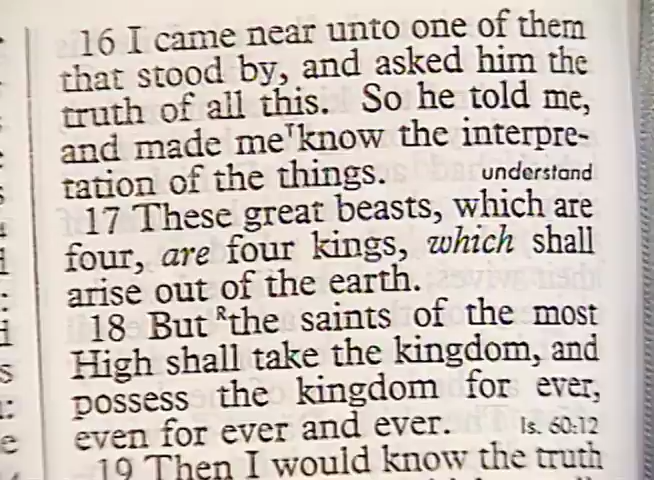 16 I came near unto one of them
that stood by, and asked him the
truth of all this. So he told me,
and made me ᵀknow the interpre-
tation of the things. understand
17 These great beasts, which are
four, are four kings, which shall
arise out of the earth.
18 But ᴿthe saints of the most
High shall take the kingdom, and
possess the kingdom for ever,
even for ever and ever. Is. 60:12
19 Then I would know the truth